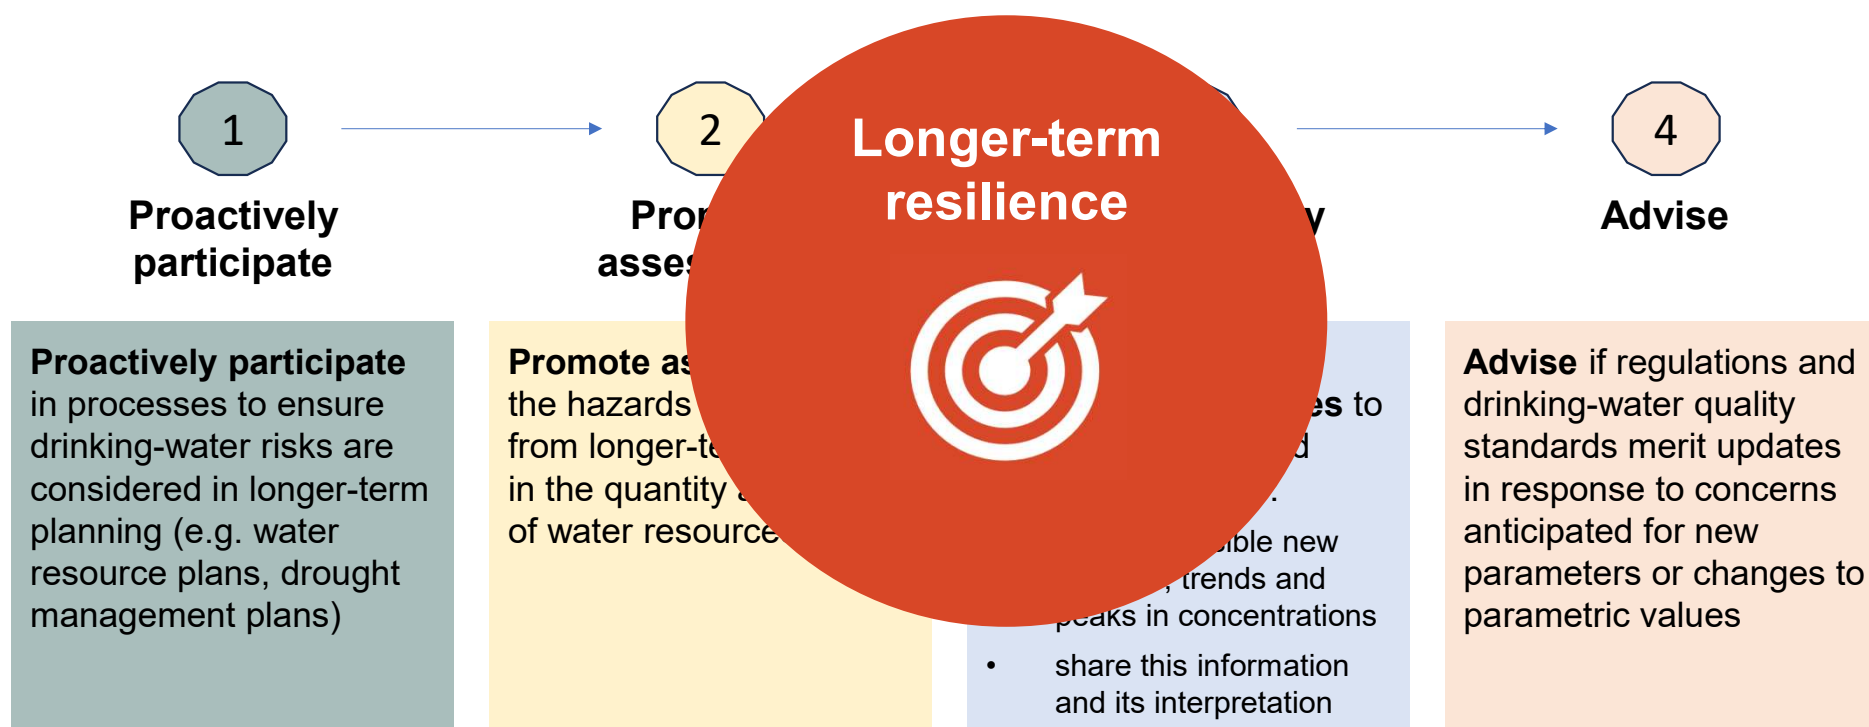 1
2
4
Longer-term
resilience
Proactively
participate
Advise
Proactively participate
in processes to ensure
drinking-water risks are
considered in longer-term
planning (e.g. water
resource plans, drought
management plans)
Promote
the hazards
from
in the quantity
of water
to
new
trends and
peaks in concentrations
• share this information
and its interpretation
Advise if regulations and
drinking-water quality
standards merit updates
in response to concerns
anticipated for new
parameters or changes to
parametric values